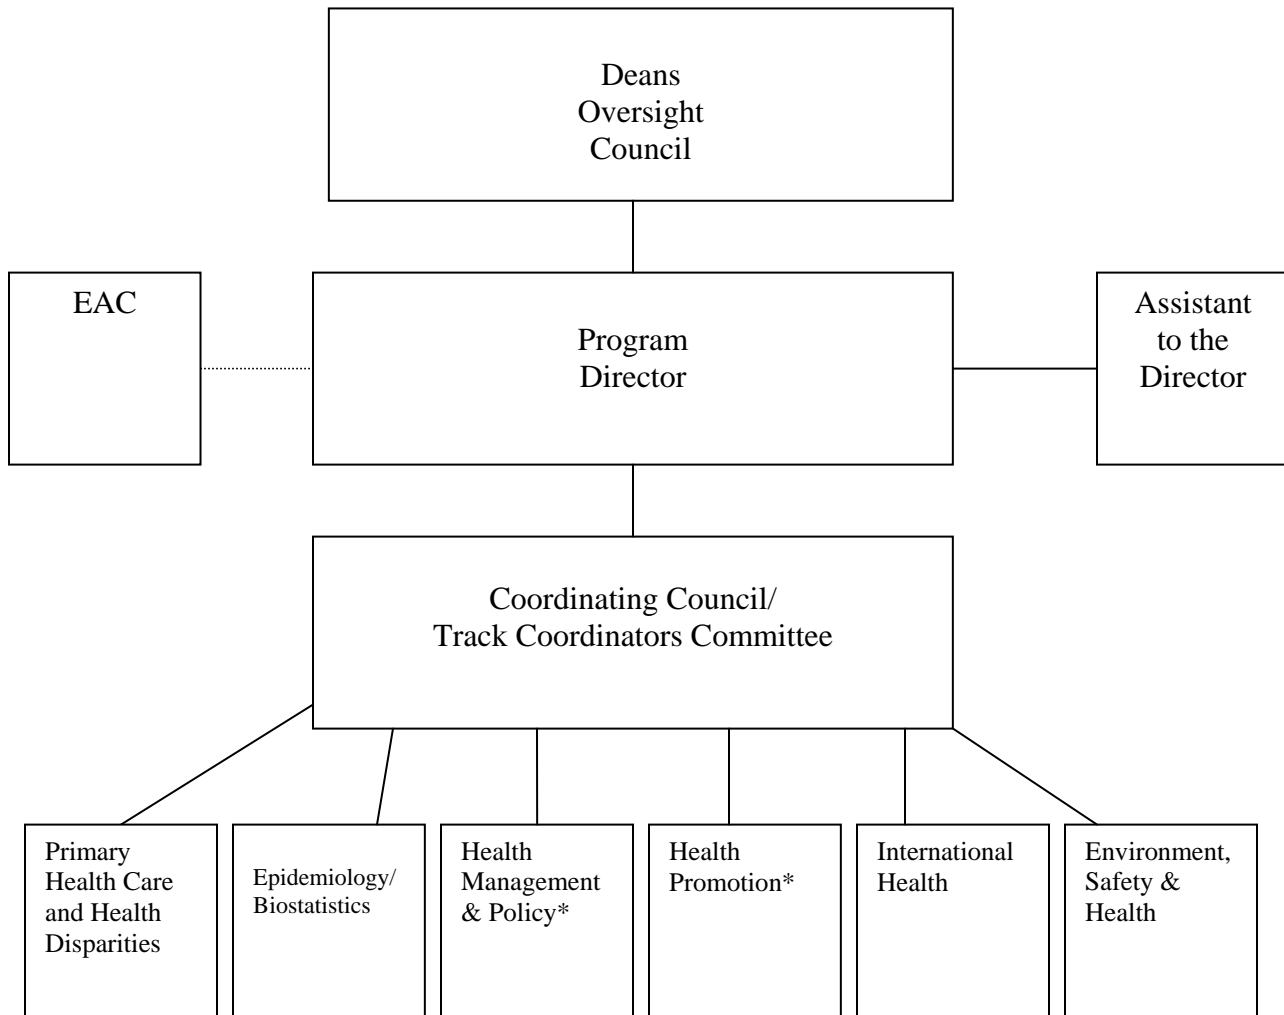 Deans
Oversight
Council
EAC
Program
Director
Assistant
to the
Director
Coordinating Council/
Track Coordinators Committee
Primary
Health Care
and Health
Disparities
Epidemiology/
Biostatistics
Health
Management
& Policy*
Health
Promotion*
International
Health
Environment,
Safety &
Health